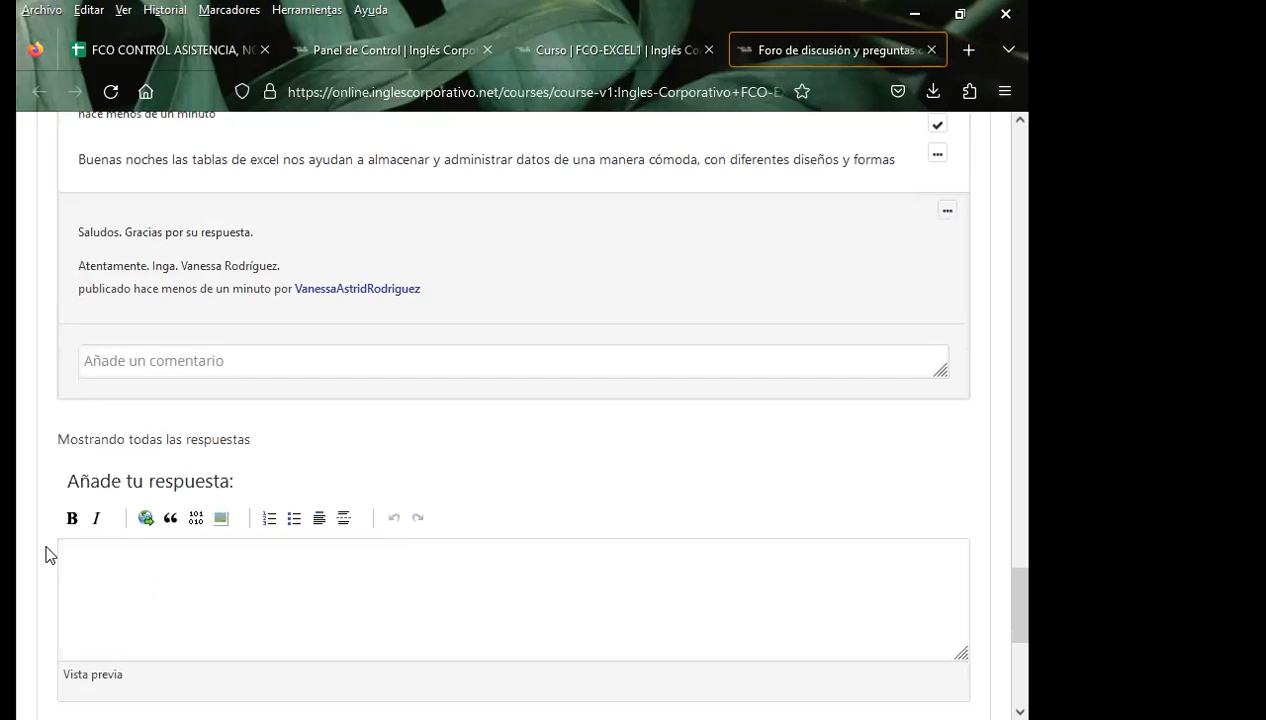 Archivo Editar Ver Historial Marcadores Herramientas Ayuda
FCO CONTROL ASISTENCIA, NO
Panel de Control | Inglés Corpo
Curso | FCO-EXCEL1 | Inglés Co
Foro de discusión y preguntas
https://online.inglescorporativo.net/courses/course-v1:Ingles-Corporativo+FCO-E
hace menos de un minuto
Buenas noches las tablas de excel nos ayudan a almacenar y administrar datos de una manera cómoda, con diferentes diseños y formas
Saludos. Gracias por su respuesta.
Atentamente. Inga. Vanessa Rodríguez.
publicado hace menos de un minuto por VanessaAstridRodriguez
Añade un comentario
Mostrando todas las respuestas
Añade tu respuesta:
B I 101 010
Vista previa